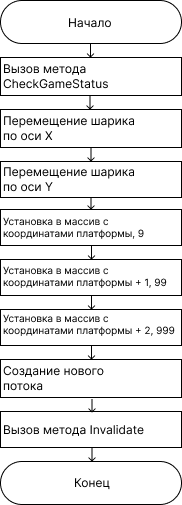 Начало
Вызов метода
CheckGameStatus
Перемещение шарика
по оси X
Перемещение шарика
по оси Y
Установка в массив с
координатами платформы, 9
Установка в массив с
координатами платформы + 1, 99
Установка в массив с
координатами платформы + 2, 999
Создание нового
потока
Вызов метода Invalidate
Конец